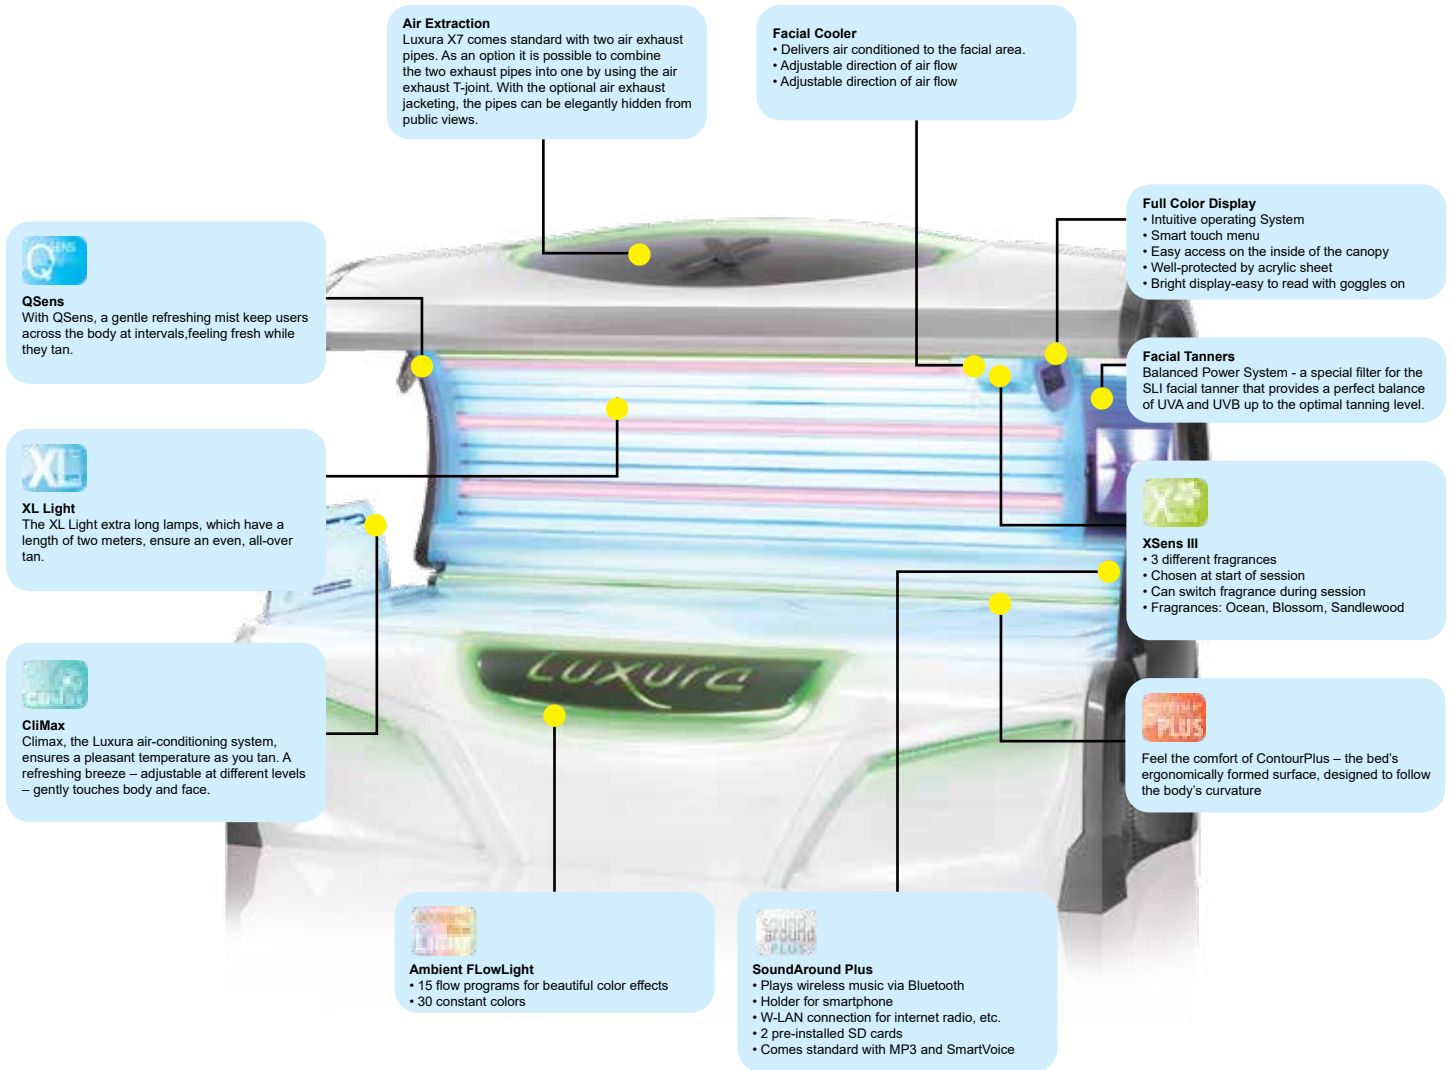 Air Extraction
Luxura X7 comes standard with two air exhaust
pipes. As an option it is possible to combine
the two exhaust pipes into one by using the air
exhaust T-joint. With the optional air exhaust
jacketing, the pipes can be elegantly hidden from
public views.
Facial Cooler
• Delivers air conditioned to the facial area.
• Adjustable direction of air flow
• Adjustable direction of air flow
Full Color Display
• Intuitive operating System
• Smart touch menu
• Easy access on the inside of the canopy
• Well-protected by acrylic sheet
• Bright display-easy to read with goggles on
QSENS
QSens
With QSens, a gentle refreshing mist keep users
across the body at intervals,feeling fresh while
they tan.
Facial Tanners
Balanced Power System - a special filter for the
SLI facial tanner that provides a perfect balance
of UVA and UVB up to the optimal tanning level.
XL
XL Light
The XL Light extra long lamps, which have a
length of two meters, ensure an even, all-over
tan.
X
XSens III
• 3 different fragrances
• Chosen at start of session
• Can switch fragrance during session
• Fragrances: Ocean, Blossom, Sandlewood
LUXURA
CliMax
Climax, the Luxura air-conditioning system,
ensures a pleasant temperature as you tan. A
refreshing breeze – adjustable at different levels
– gently touches body and face.
PLUS
Feel the comfort of ContourPlus – the bed's
ergonomically formed surface, designed to follow
the body's curvature
LIGHT
Ambient FLowLight
• 15 flow programs for beautiful color effects
• 30 constant colors
sound
around
PLUS
SoundAround Plus
• Plays wireless music via Bluetooth
• Holder for smartphone
• W-LAN connection for internet radio, etc.
• 2 pre-installed SD cards
• Comes standard with MP3 and SmartVoice